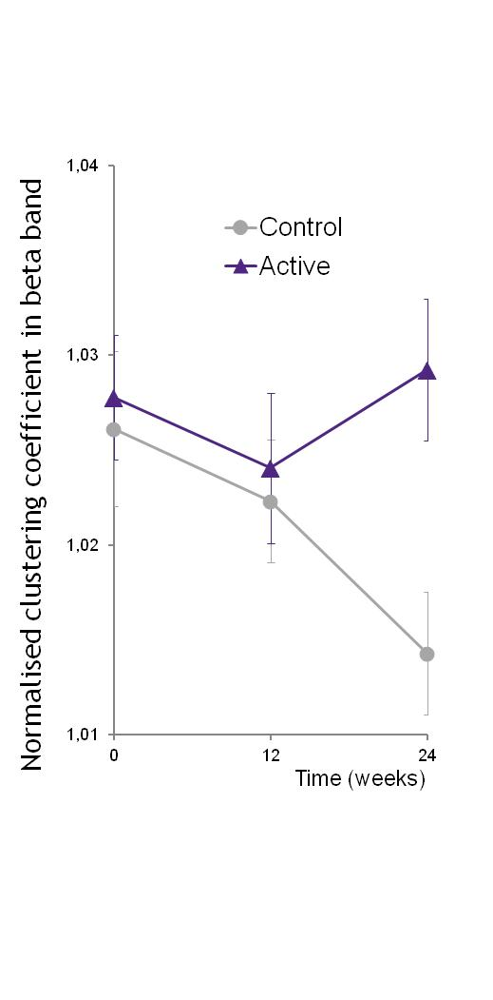 Normalised clustering coefficient in beta band
1,04
1,03
1,02
1,01
Control
Active
0
12
24
Time (weeks)